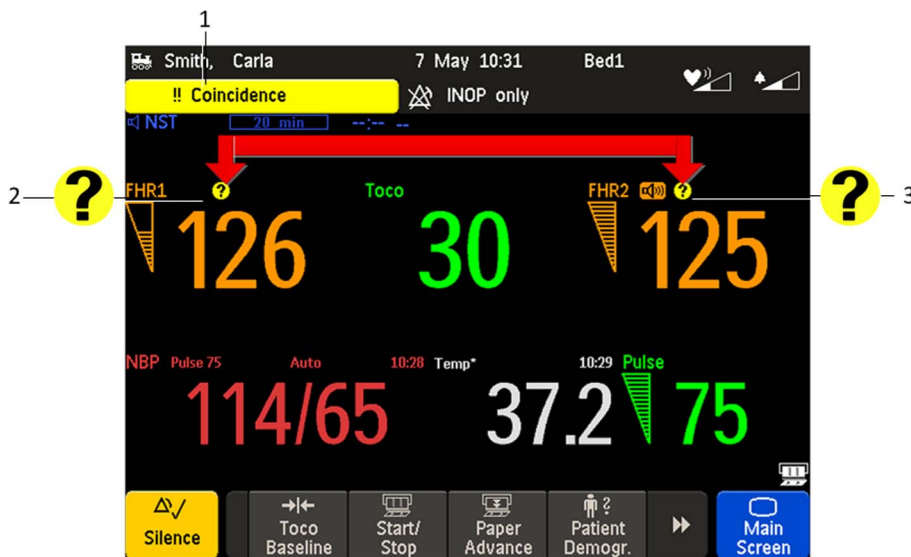 1
Smith, Carla 7 May 10:31 Bed1
!! Coincidence INOP only
NST 20 min --:-- --
2 ? ? ? ? 3
FHR1 Toco FHR2
126 30 125
NBP Pulse 75 Auto 10:28 Temp* 10:29 Pulse
114/65 37.2 75
Silence
Toco
Baseline
Start/
Stop
Paper
Advance
?
Patient
Demogr.
Main
Screen